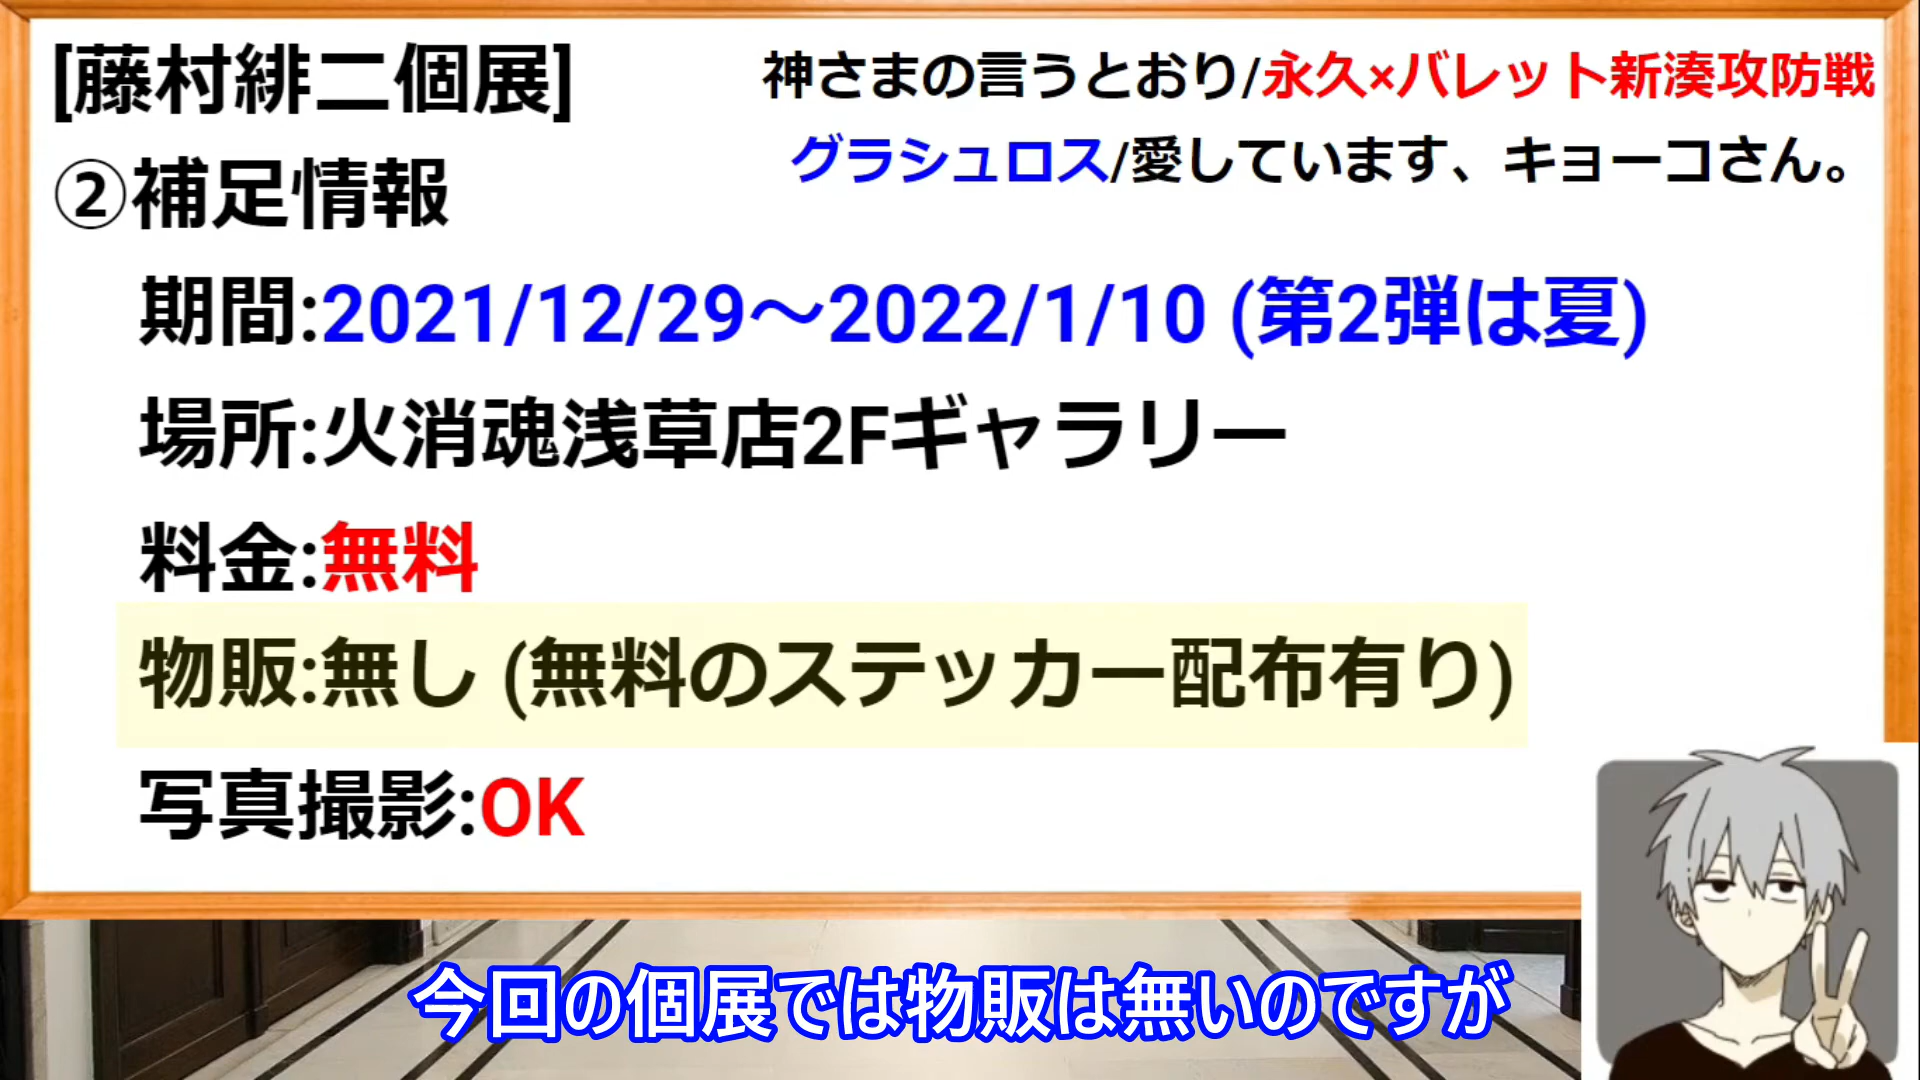 [藤村緋二個展]
神さまの言うとおり/永久×バレット新湊攻防戦
グラシュロス/愛しています、キョーコさん。
②補足情報
期間:2021/12/29～2022/1/10 (第2弾は夏)
場所:火消魂浅草店2Fギャラリー
料金:無料
物販:無し (無料のステッカー配布有り)
写真撮影:OK
今回の個展では物販は無いのですが